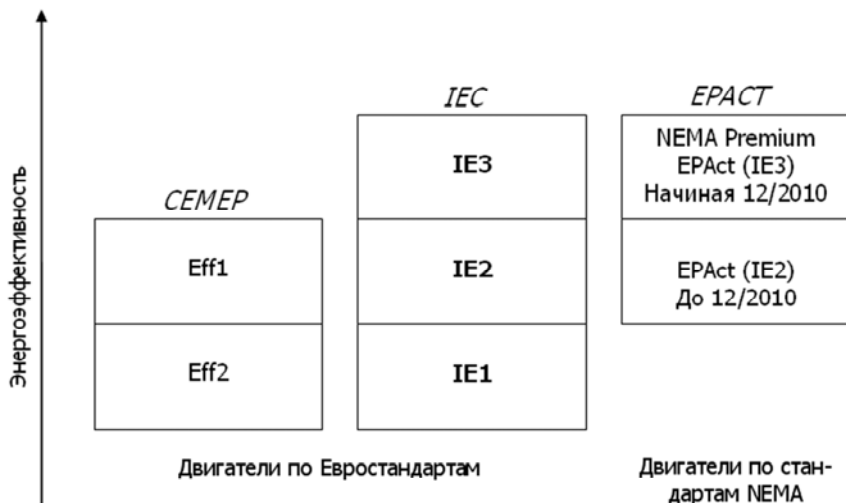 Энергоэффективность
CEMEP
Eff1
Eff2
IEC
IE3
IE2
IE1
EPACT
NEMA Premium
EPAct (IE3)
Начиная 12/2010
EPAct (IE2)
До 12/2010
Двигатели по Евростандартам
Двигатели по стан-
дартам NEMA